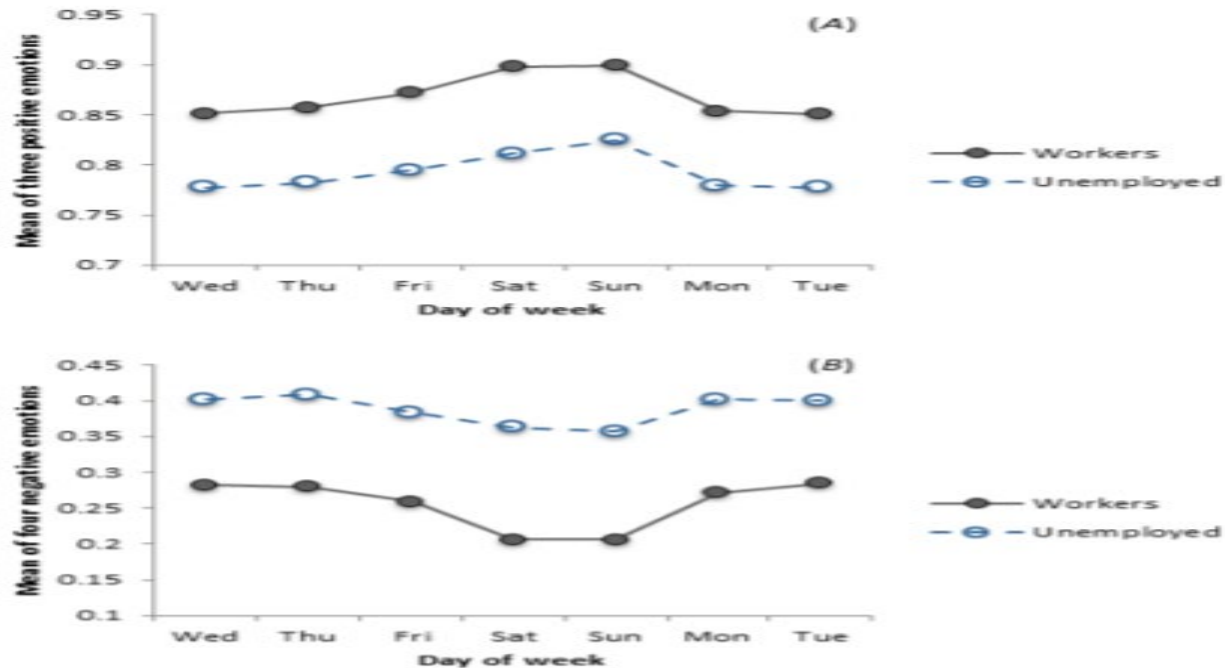 (A)
Mean of three positive emotions
0.95
0.9
0.85
0.8
0.75
0.7
Wed Thu Fri Sat Sun Mon Tue
Day of week
Workers
Unemployed
(B)
Mean of four negative emotions
0.45
0.4
0.35
0.3
0.25
0.2
0.15
0.1
Wed Thu Fri Sat Sun Mon Tue
Day of week
Workers
Unemployed